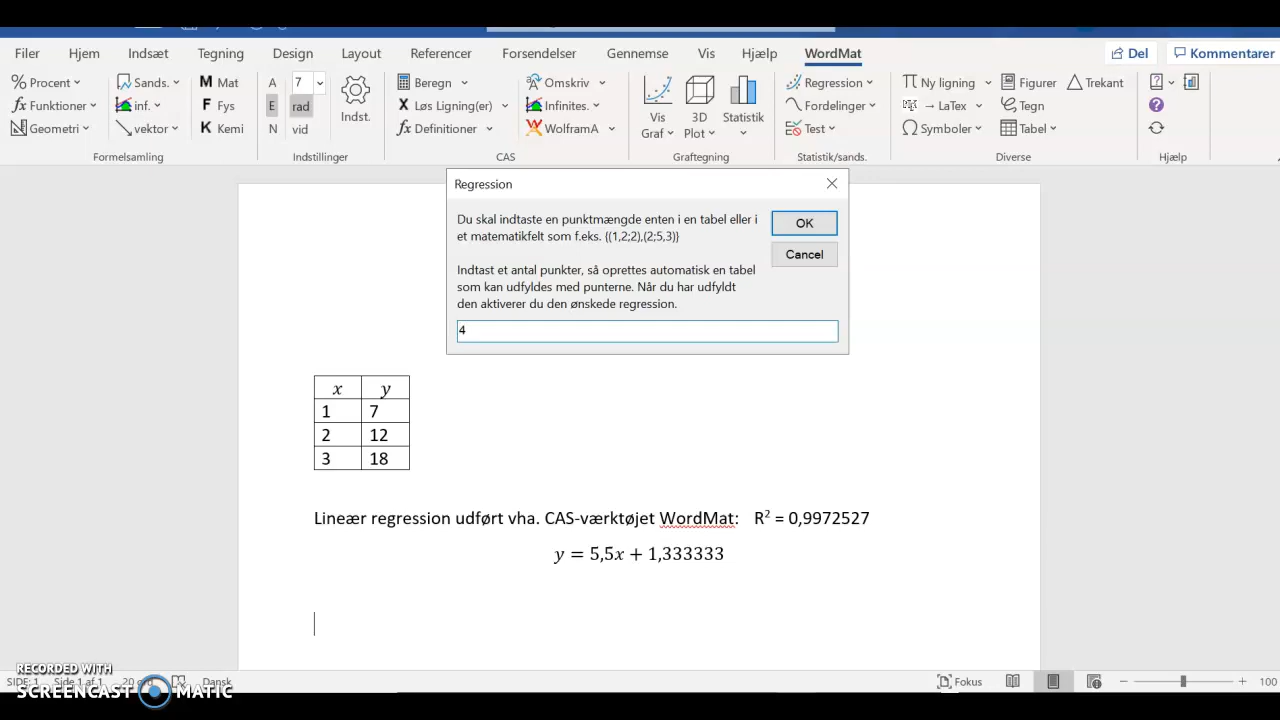 Filer Hjem Indsæt Tegning Design Layout Referencer Forsendelser Gennemse Vis Hjælp WordMat Del Kommentarer
Procent Sands. M Mat A 7 Beregn Omskriv Regression Ny ligning Figurer Trekant
fx Funktioner inf. F Fys E rad X Løs Ligning(er) Infinites. Fordelinger → LaTex Tegn
Geometri vektor K Kemi N vid Inst. fx Definitioner WolframA Vis Graf 3D Plot Statistik Test Symboler Tabel
Formelsamling Indstillinger CAS Graftegning Statistik/sands. Diverse Hjælp
Regression
Du skal indtaste en punktmængde enten i en tabel eller i
et matematikfelt som f.eks. {(1,2;2),(2;5,3)}
OK
Cancel
Indtast et antal punkter, så oprettes automatisk en tabel
som kan udfyldes med punterne. Når du har udfyldt
den aktiverer du den ønskede regression.
4
x y
1 7
2 12
3 18
Lineær regression udført vha. CAS-værktøjet WordMat: R² = 0,9972527
y = 5,5x + 1,333333
RECORDED WITH
SCREENCAST MATIC
SIDE: 1 Side 1 af 1 20 ord Dansk Fokus − + 100